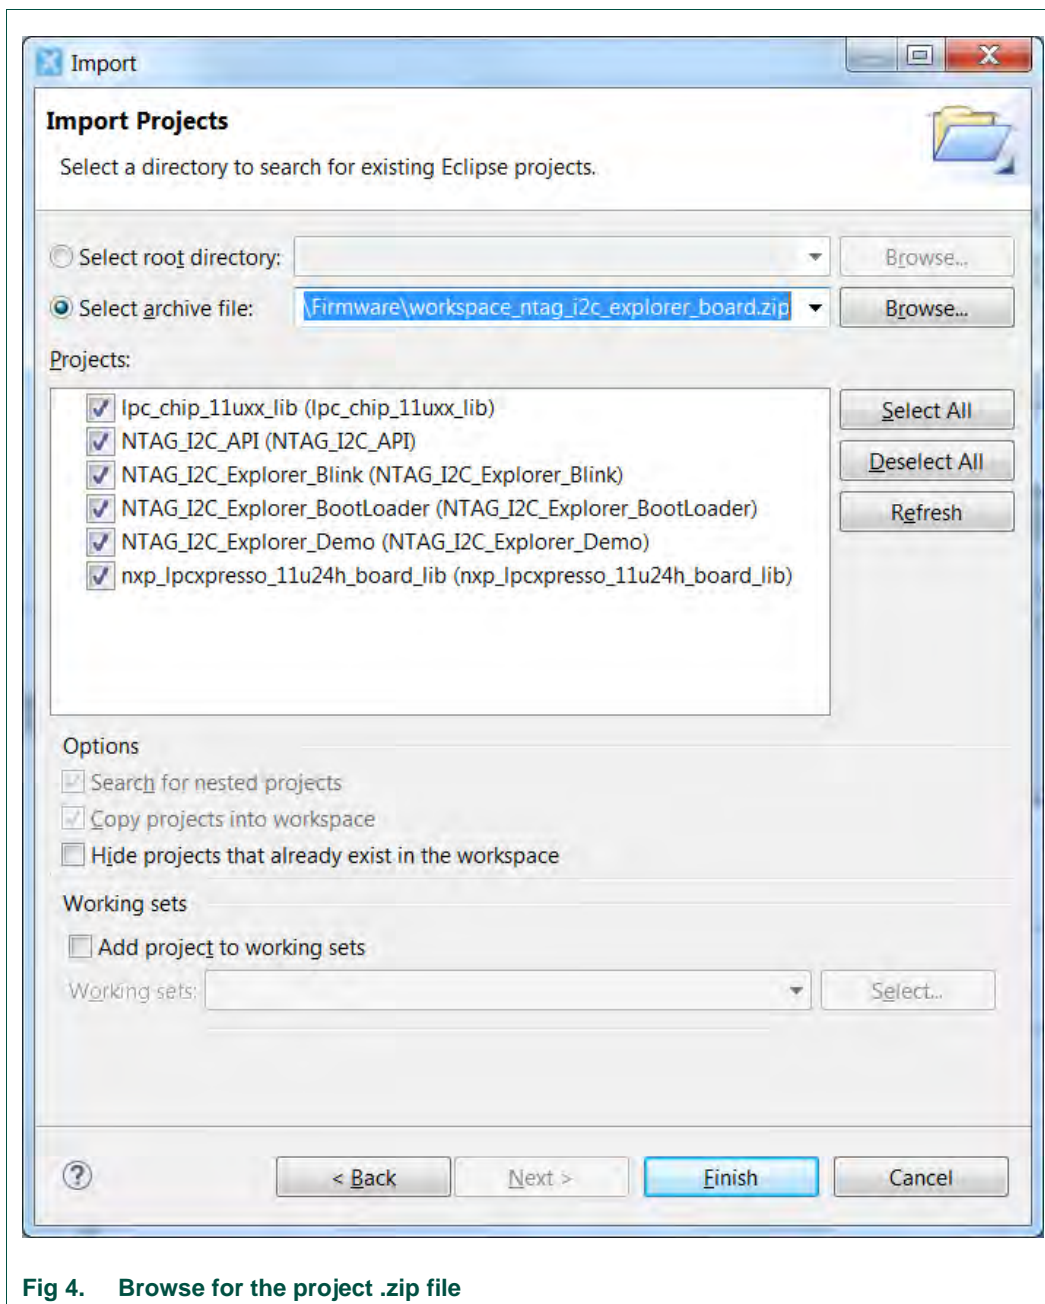 Import
Import Projects
Select a directory to search for existing Eclipse projects.
Select root directory:
Browse...
Select archive file: \Firmware\workspace_ntag_i2c_explorer_board.zip
Browse...
Projects:
lpc_chip_11uxx_lib (lpc_chip_11uxx_lib)
NTAG_I2C_API (NTAG_I2C_API)
NTAG_I2C_Explorer_Blink (NTAG_I2C_Explorer_Blink)
NTAG_I2C_Explorer_BootLoader (NTAG_I2C_Explorer_BootLoader)
NTAG_I2C_Explorer_Demo (NTAG_I2C_Explorer_Demo)
nxp_lpcxpresso_11u24h_board_lib (nxp_lpcxpresso_11u24h_board_lib)
Select All
Deselect All
Refresh
Options
Search for nested projects
Copy projects into workspace
Hide projects that already exist in the workspace
Working sets
Add project to working sets
Working sets:
Select...
? < Back Next > Finish Cancel
Fig 4. Browse for the project .zip file